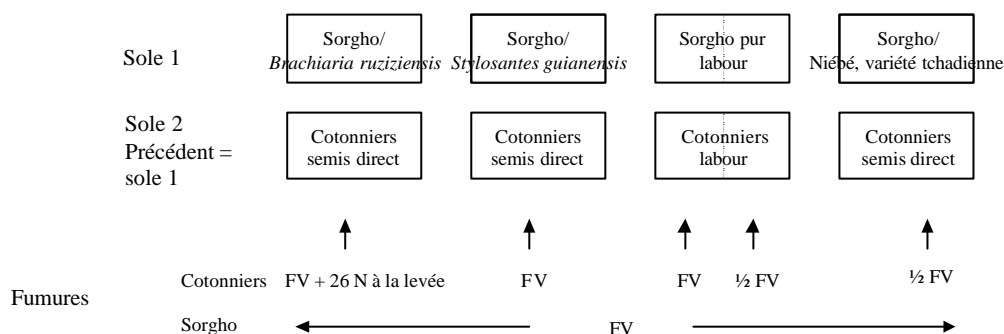 Sole 1
Sorgho/
Brachiaria ruziziensis
Sorgho/
Stylosantes guianensis
Sorgho pur
labour
Sorgho/
Niébé, variété tchadienne
Sole 2
Précédent =
sole 1
Cotonniers
semis direct
Cotonniers
semis direct
Cotonniers
labour
Cotonniers
semis direct
Fumures
Cotonniers
FV + 26 N à la levée
FV
FV
½ FV
½ FV
Sorgho
FV